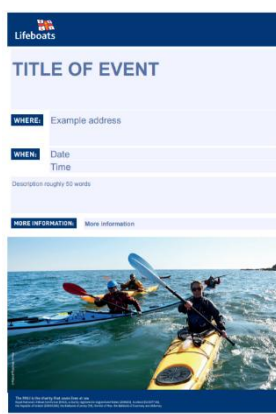 Lifeboats
TITLE OF EVENT
WHERE: Example address
WHEN: Date
Time
Description roughly 50 words
MORE INFORMATION: More information
The RNLI is the charity that saves lives at sea